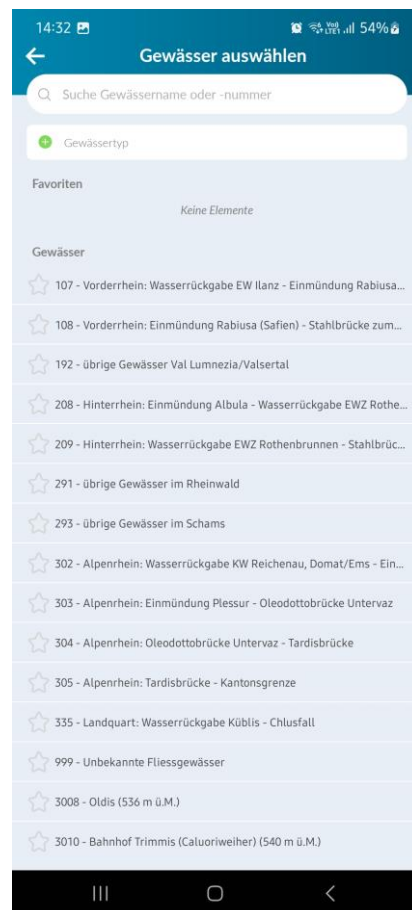 14:32 54%
Gewässer auswählen
Suche Gewässername oder -nummer
Gewässertyp
Favoriten
Keine Elemente
Gewässer
107 - Vorderrhein: Wasserrückgabe EW Ilanz - Einmündung Rabiusa...
108 - Vorderrhein: Einmündung Rabiusa (Safien) - Stahlbrücke zum...
192 - übrige Gewässer Val Lumnezia/Valsertal
208 - Hinterrhein: Einmündung Albula - Wasserrückgabe EWZ Rothe...
209 - Hinterrhein: Wasserrückgabe EWZ Rothenbrunnen - Stahlbrüc...
291 - übrige Gewässer im Rheinwald
293 - übrige Gewässer im Schams
302 - Alpenrhein: Wasserrückgabe KW Reichenau, Domat/Ems - Ein...
303 - Alpenrhein: Einmündung Plessur - Oleodottobrücke Untervaz
304 - Alpenrhein: Oleodottobrücke Untervaz - Tardisbrücke
305 - Alpenrhein: Tardisbrücke - Kantonsgrenze
335 - Landquart: Wasserrückgabe Küblis - Chlusfall
999 - Unbekannte Fliessgewässer
3008 - Oldis (536 m ü.M.)
3010 - Bahnhof Trimmis (Caluoriweiher) (540 m ü.M.)